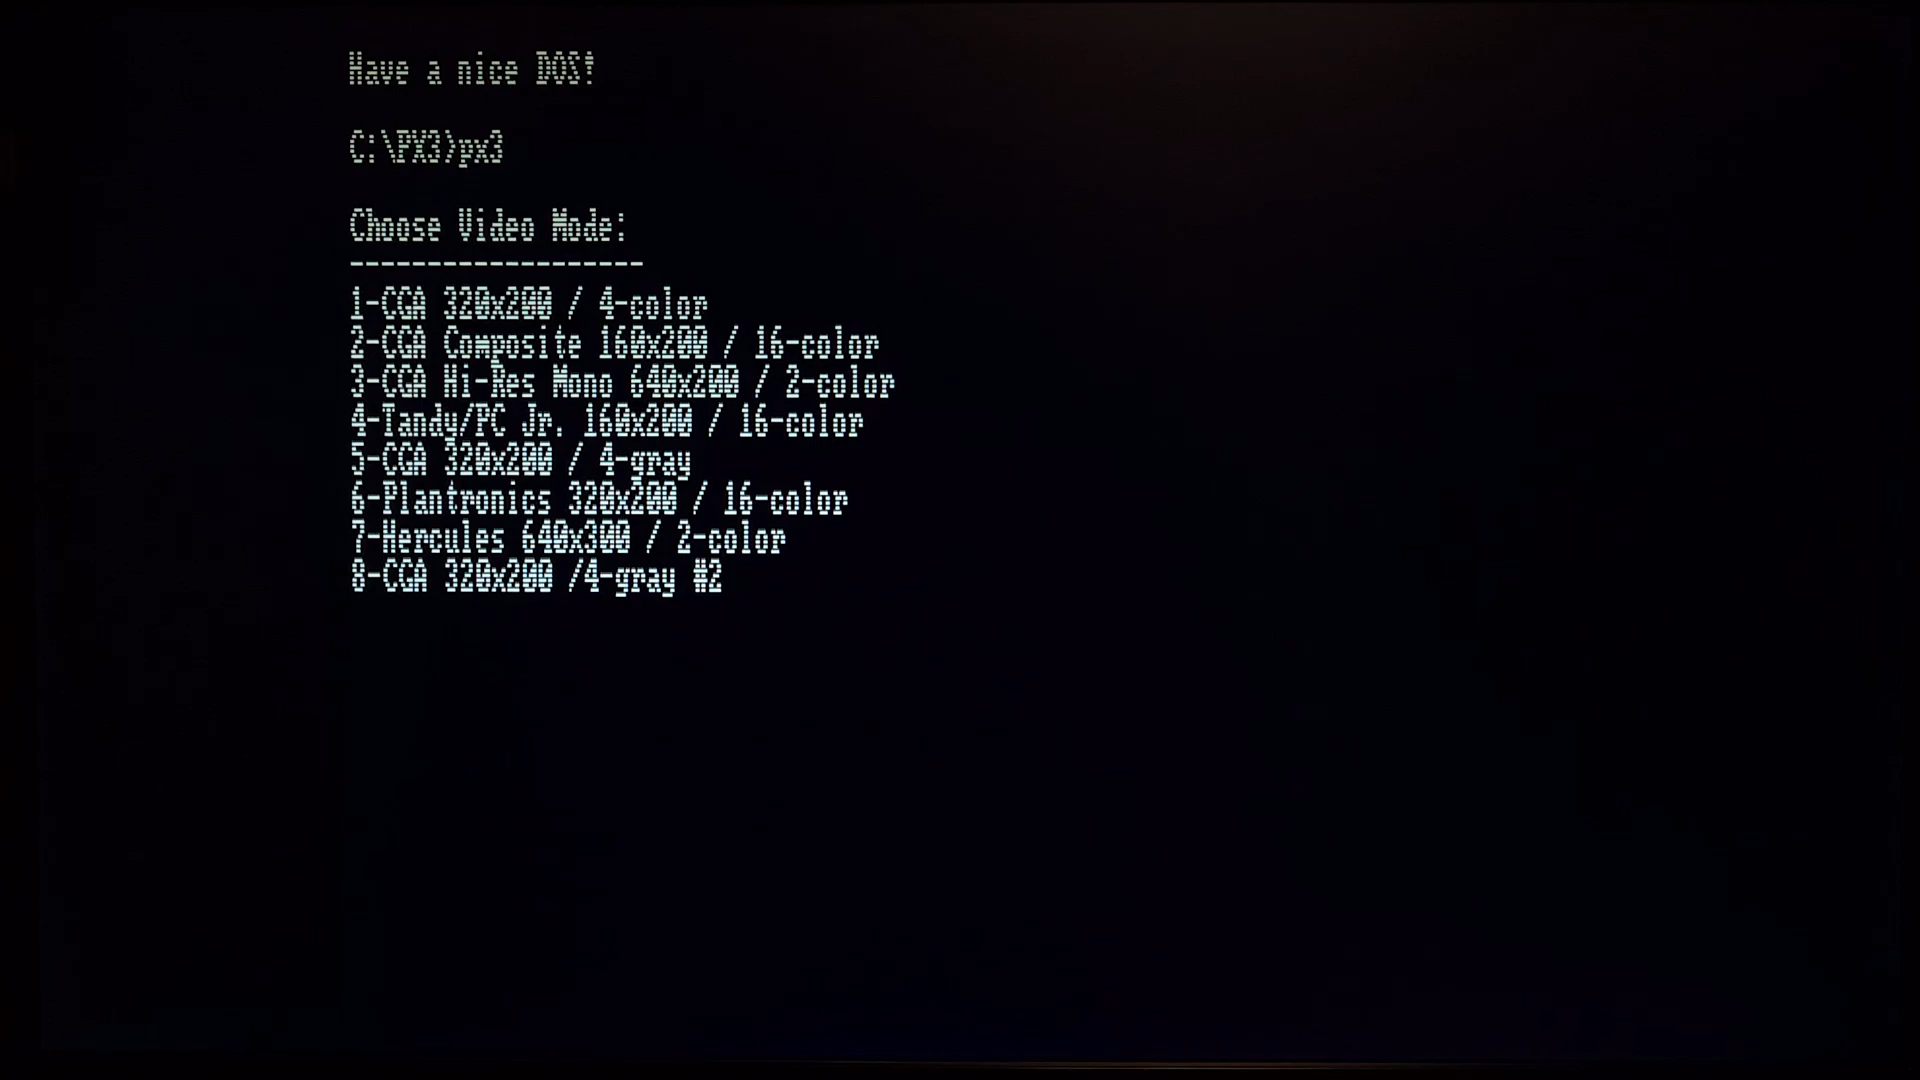 Have a nice DOS!
C:\PX3>px3
Choose Video Mode:
-------------------
1-CGA 320x200 / 4-color
2-CGA Composite 160x200 / 16-color
3-CGA Hi-Res Mono 640x200 / 2-color
4-Tandy/PC Jr. 160x200 / 16-color
5-CGA 320x200 / 4-gray
6-Plantronics 320x200 / 16-color
7-Hercules 640x300 / 2-color
8-CGA 320x200 /4-gray #2